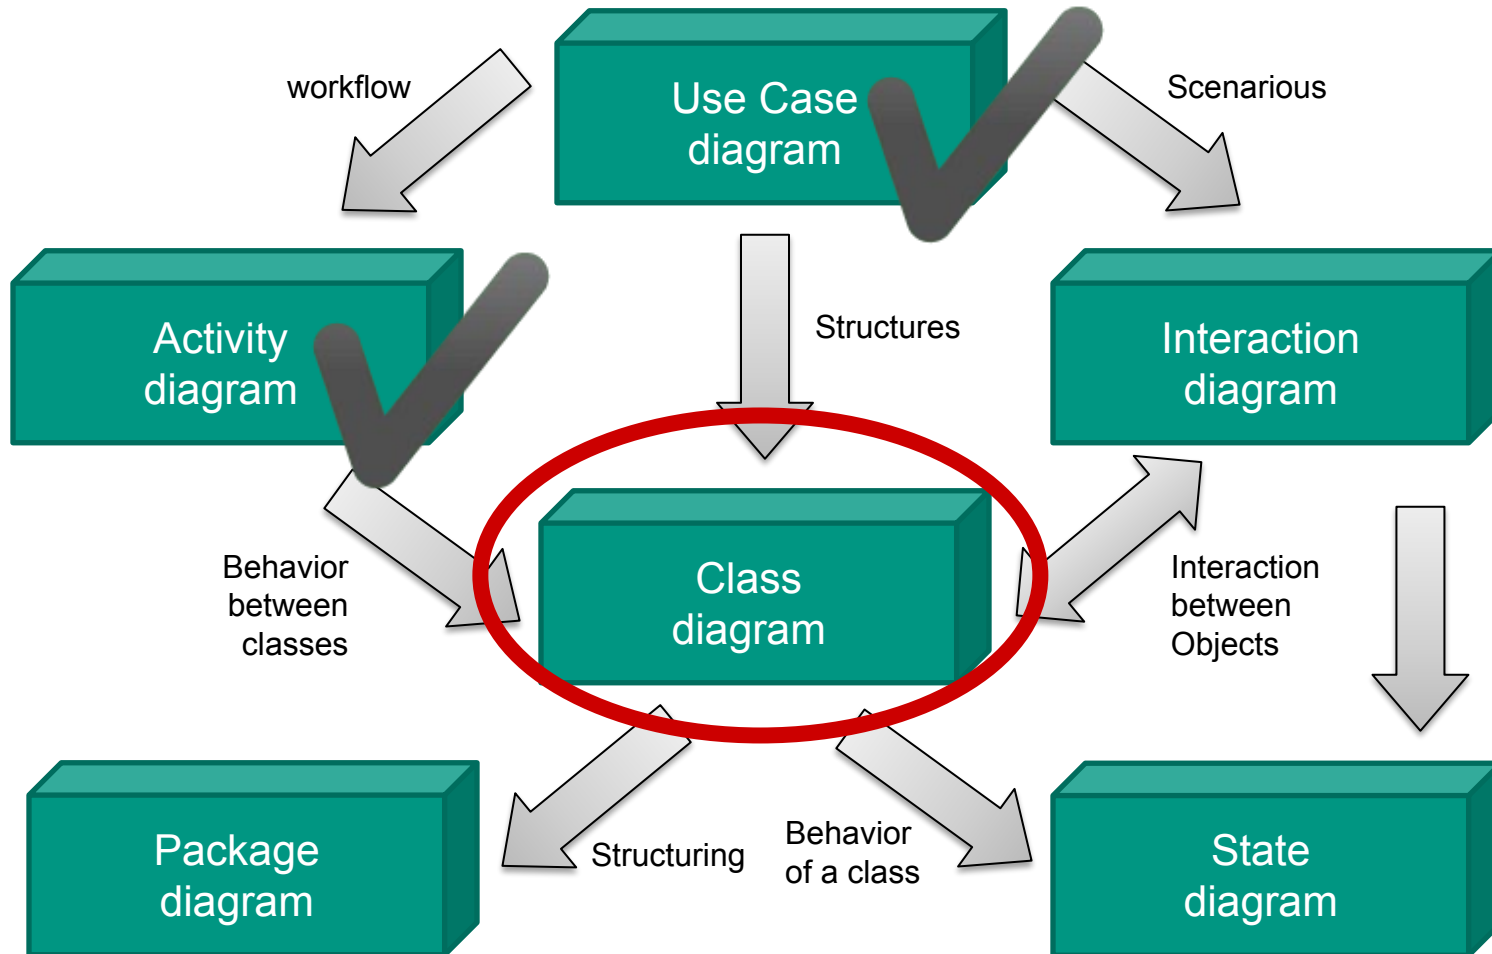 workflow
Use Case
diagram
Scenarious
Activity
diagram
Structures
Interaction
diagram
Behavior
between
classes
Class
diagram
Interaction
between
Objects
Package
diagram
Structuring
Behavior
of a class
State
diagram